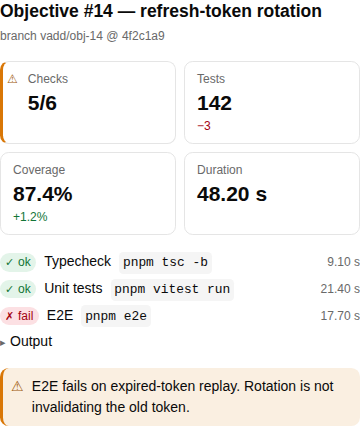 Objective #14 — refresh-token rotation
branch vadd/obj-14 @ 4f2c1a9
⚠ Checks
5/6
Tests
142
−3
Coverage
87.4%
+1.2%
Duration
48.20 s
✓ ok Typecheck pnpm tsc -b 9.10 s
✓ ok Unit tests pnpm vitest run 21.40 s
✗ fail E2E pnpm e2e 17.70 s
▸ Output
⚠ E2E fails on expired-token replay. Rotation is not
invalidating the old token.